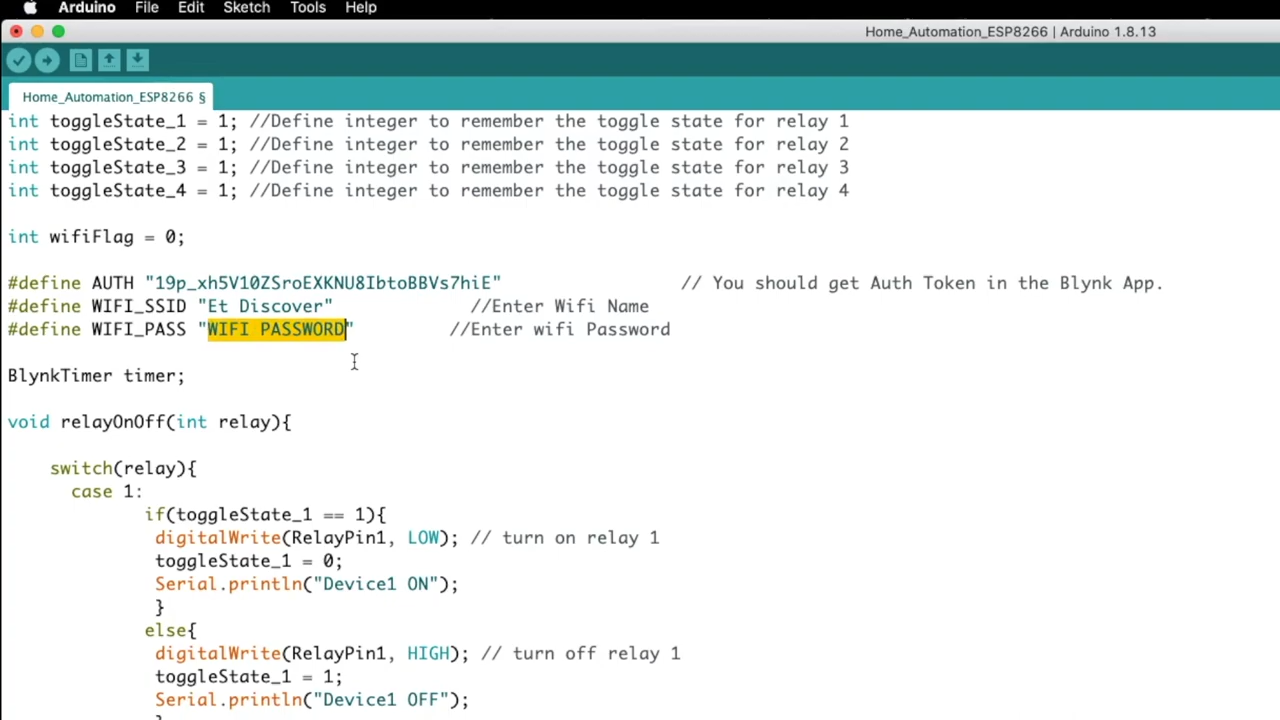 Arduino File Edit Sketch Tools Help
Home_Automation_ESP8266 | Arduino 1.8.13
Home_Automation_ESP8266 §
int toggleState_1 = 1; //Define integer to remember the toggle state for relay 1
int toggleState_2 = 1; //Define integer to remember the toggle state for relay 2
int toggleState_3 = 1; //Define integer to remember the toggle state for relay 3
int toggleState_4 = 1; //Define integer to remember the toggle state for relay 4
int wifiFlag = 0;
#define AUTH "19p_xh5V10ZSroEXKNU8IbtoBBVs7hiE" // You should get Auth Token in the Blynk App.
#define WIFI_SSID "Et Discover" //Enter Wifi Name
#define WIFI_PASS "WIFI PASSWORD" //Enter wifi Password
BlynkTimer timer;
void relayOnOff(int relay){
switch(relay){
case 1:
if(toggleState_1 == 1){
digitalWrite(RelayPin1, LOW); // turn on relay 1
toggleState_1 = 0;
Serial.println("Device1 ON");
}
else{
digitalWrite(RelayPin1, HIGH); // turn off relay 1
toggleState_1 = 1;
Serial.println("Device1 OFF");
}